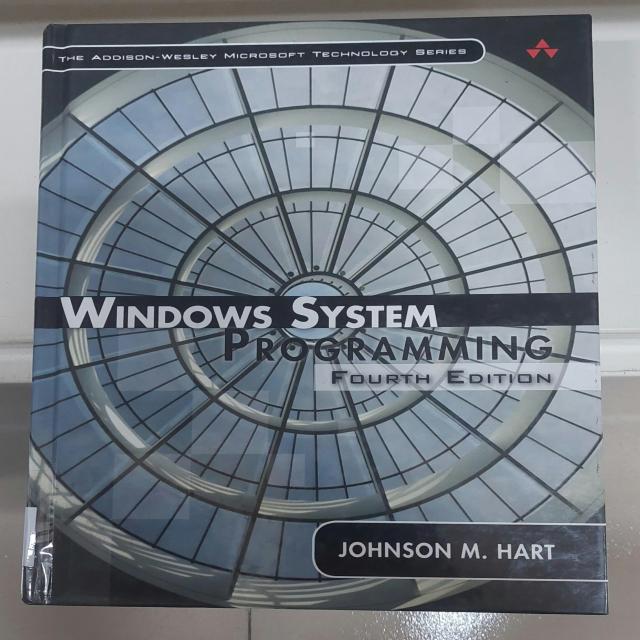 THE ADDISON-WESLEY MICROSOFT TECHNOLOGY SERIES
WINDOWS SYSTEM
PROGRAMMING
FOURTH EDITION
JOHNSON M. HART